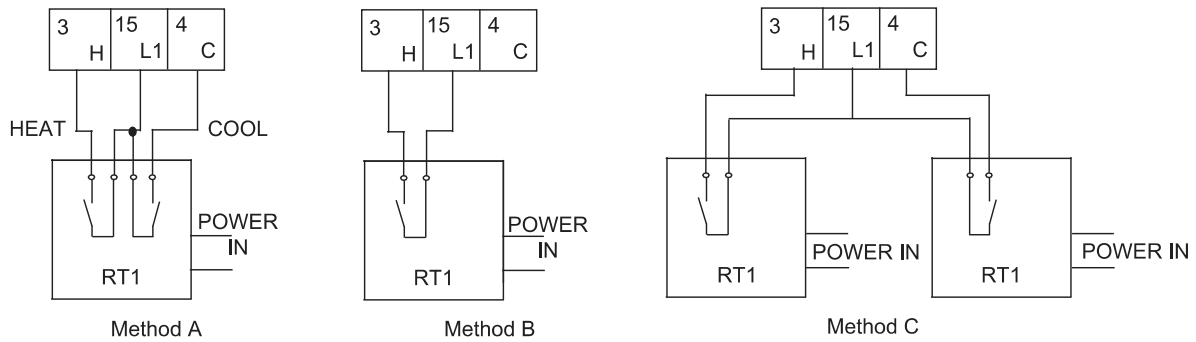 3 15 4
H L1 C
HEAT COOL
POWER
IN
RT1
Method A
3 15 4
H L1 C
POWER
IN
RT1
Method B
3 15 4
H L1 C
POWER IN
RT1
POWER IN
RT1
Method C